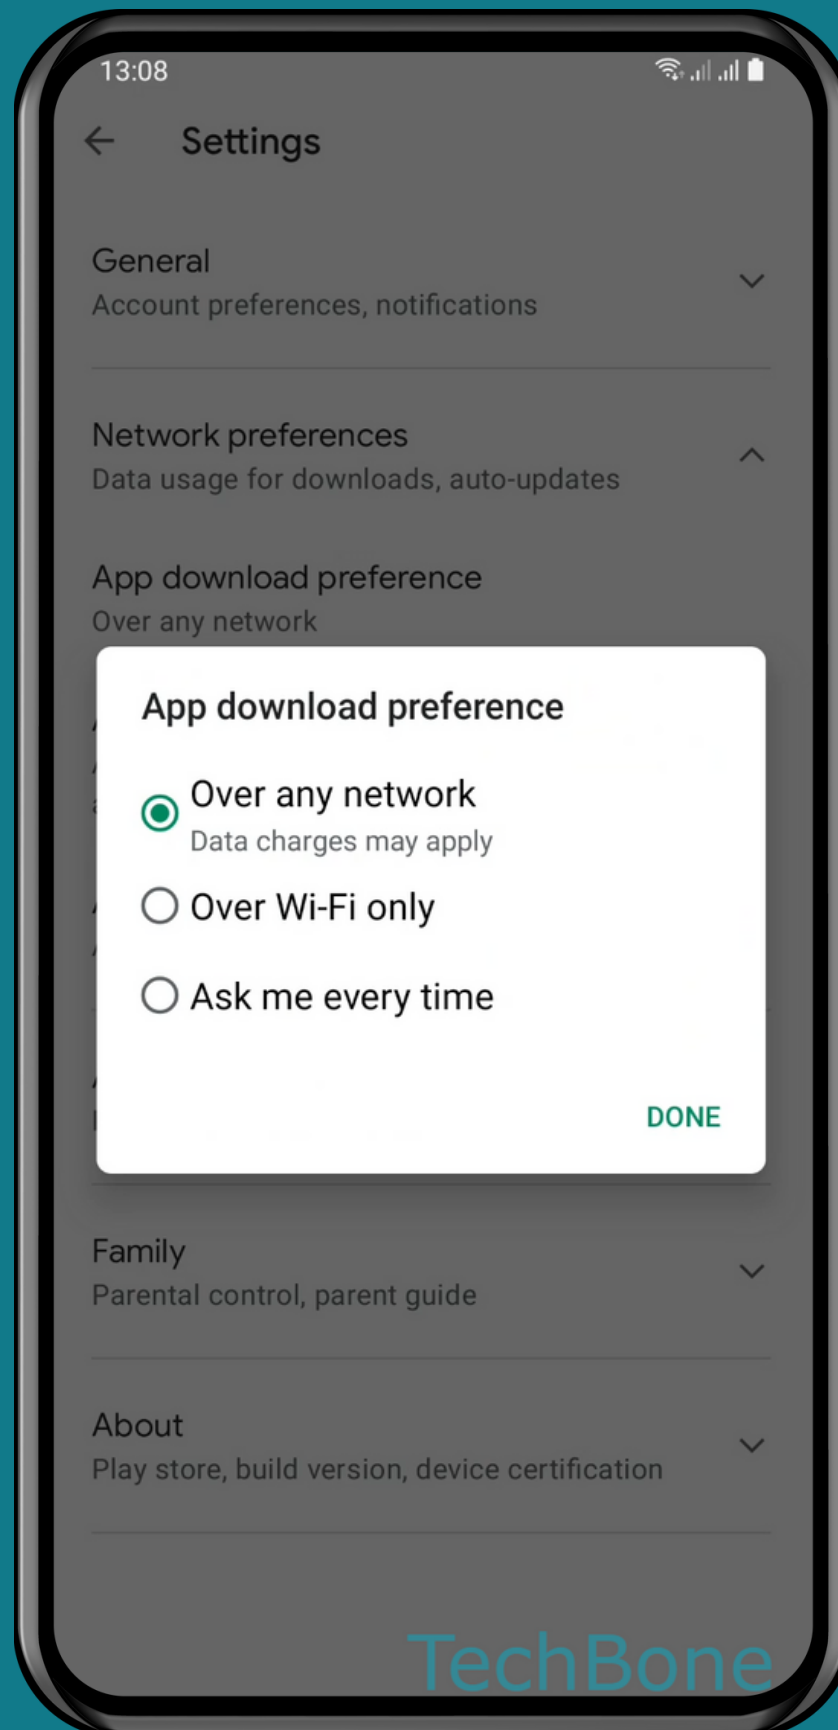 13:08
Settings
General
Account preferences, notifications
Network preferences
Data usage for downloads, auto-updates
App download preference
Over any network
App download preference
Over any network
Data charges may apply
Over Wi-Fi only
Ask me every time
DONE
Family
Parental control, parent guide
About
Play store, build version, device certification
TechBone